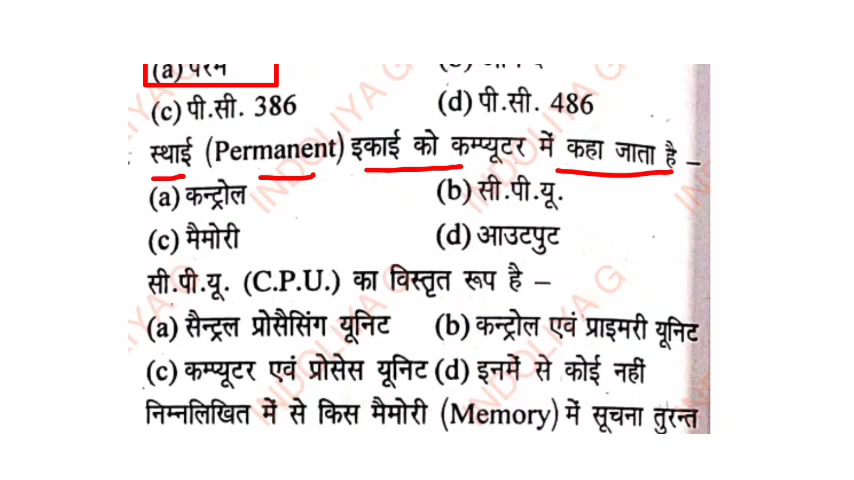 (a) परम
(c) पी.सी. 386 (d) पी.सी. 486
स्थाई (Permanent) इकाई को कम्प्यूटर में कहा जाता है –
(a) कन्ट्रोल (b) सी.पी.यू.
(c) मैमोरी (d) आउटपुट
सी.पी.यू. (C.P.U.) का विस्तृत रूप है –
(a) सैन्ट्रल प्रोसैसिंग यूनिट (b) कन्ट्रोल एवं प्राइमरी यूनिट
(c) कम्प्यूटर एवं प्रोसेस यूनिट (d) इनमें से कोई नहीं
निम्नलिखित में से किस मैमोरी (Memory) में सूचना तुरन्त